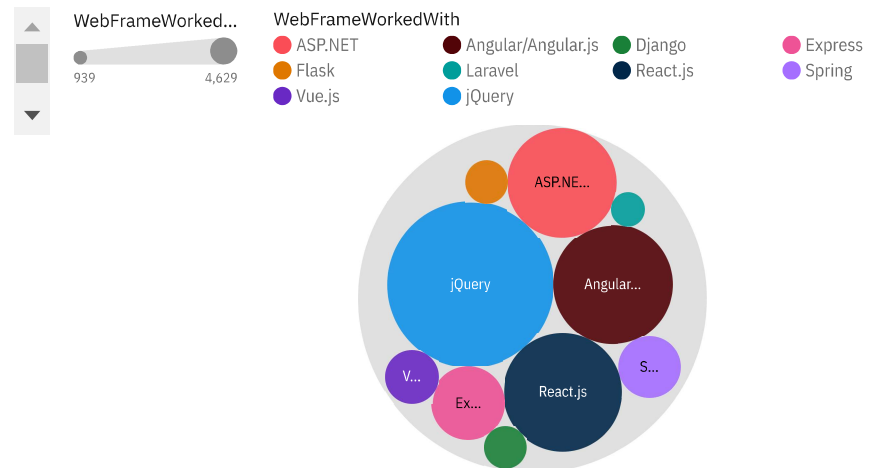 WebFrameWorked...
939 4,629
WebFrameWorkedWith
ASP.NET Angular/Angular.js Django Express
Flask Laravel React.js Spring
Vue.js jQuery
ASP.NE...
jQuery Angular...
S...
V...
React.js
Ex...